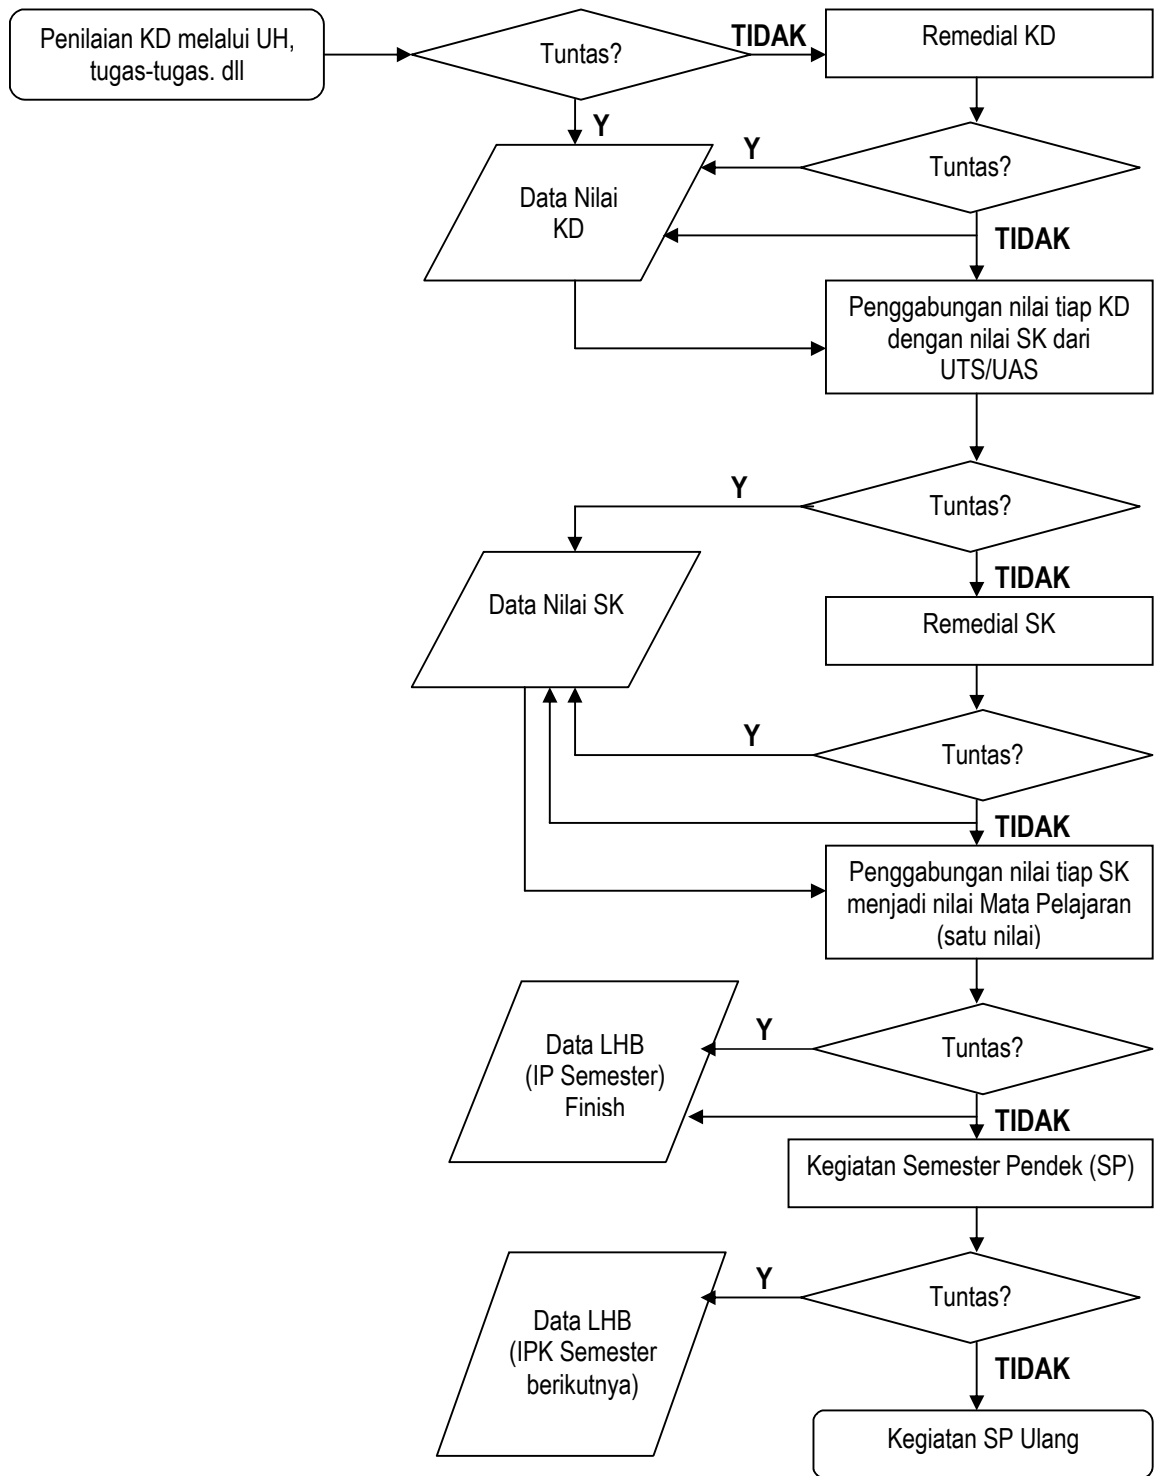 Penilaian KD melalui UH,
tugas-tugas. dll
Tuntas?
TIDAK
Remedial KD
Y
Tuntas?
Y
Data Nilai
KD
TIDAK
Penggabungan nilai tiap KD
dengan nilai SK dari
UTS/UAS
Tuntas?
Y
TIDAK
Data Nilai SK
Remedial SK
Tuntas?
Y
TIDAK
Penggabungan nilai tiap SK
menjadi nilai Mata Pelajaran
(satu nilai)
Tuntas?
Y
Data LHB
(IP Semester)
Finish
TIDAK
Kegiatan Semester Pendek (SP)
Tuntas?
Y
Data LHB
(IPK Semester
berikutnya)
TIDAK
Kegiatan SP Ulang